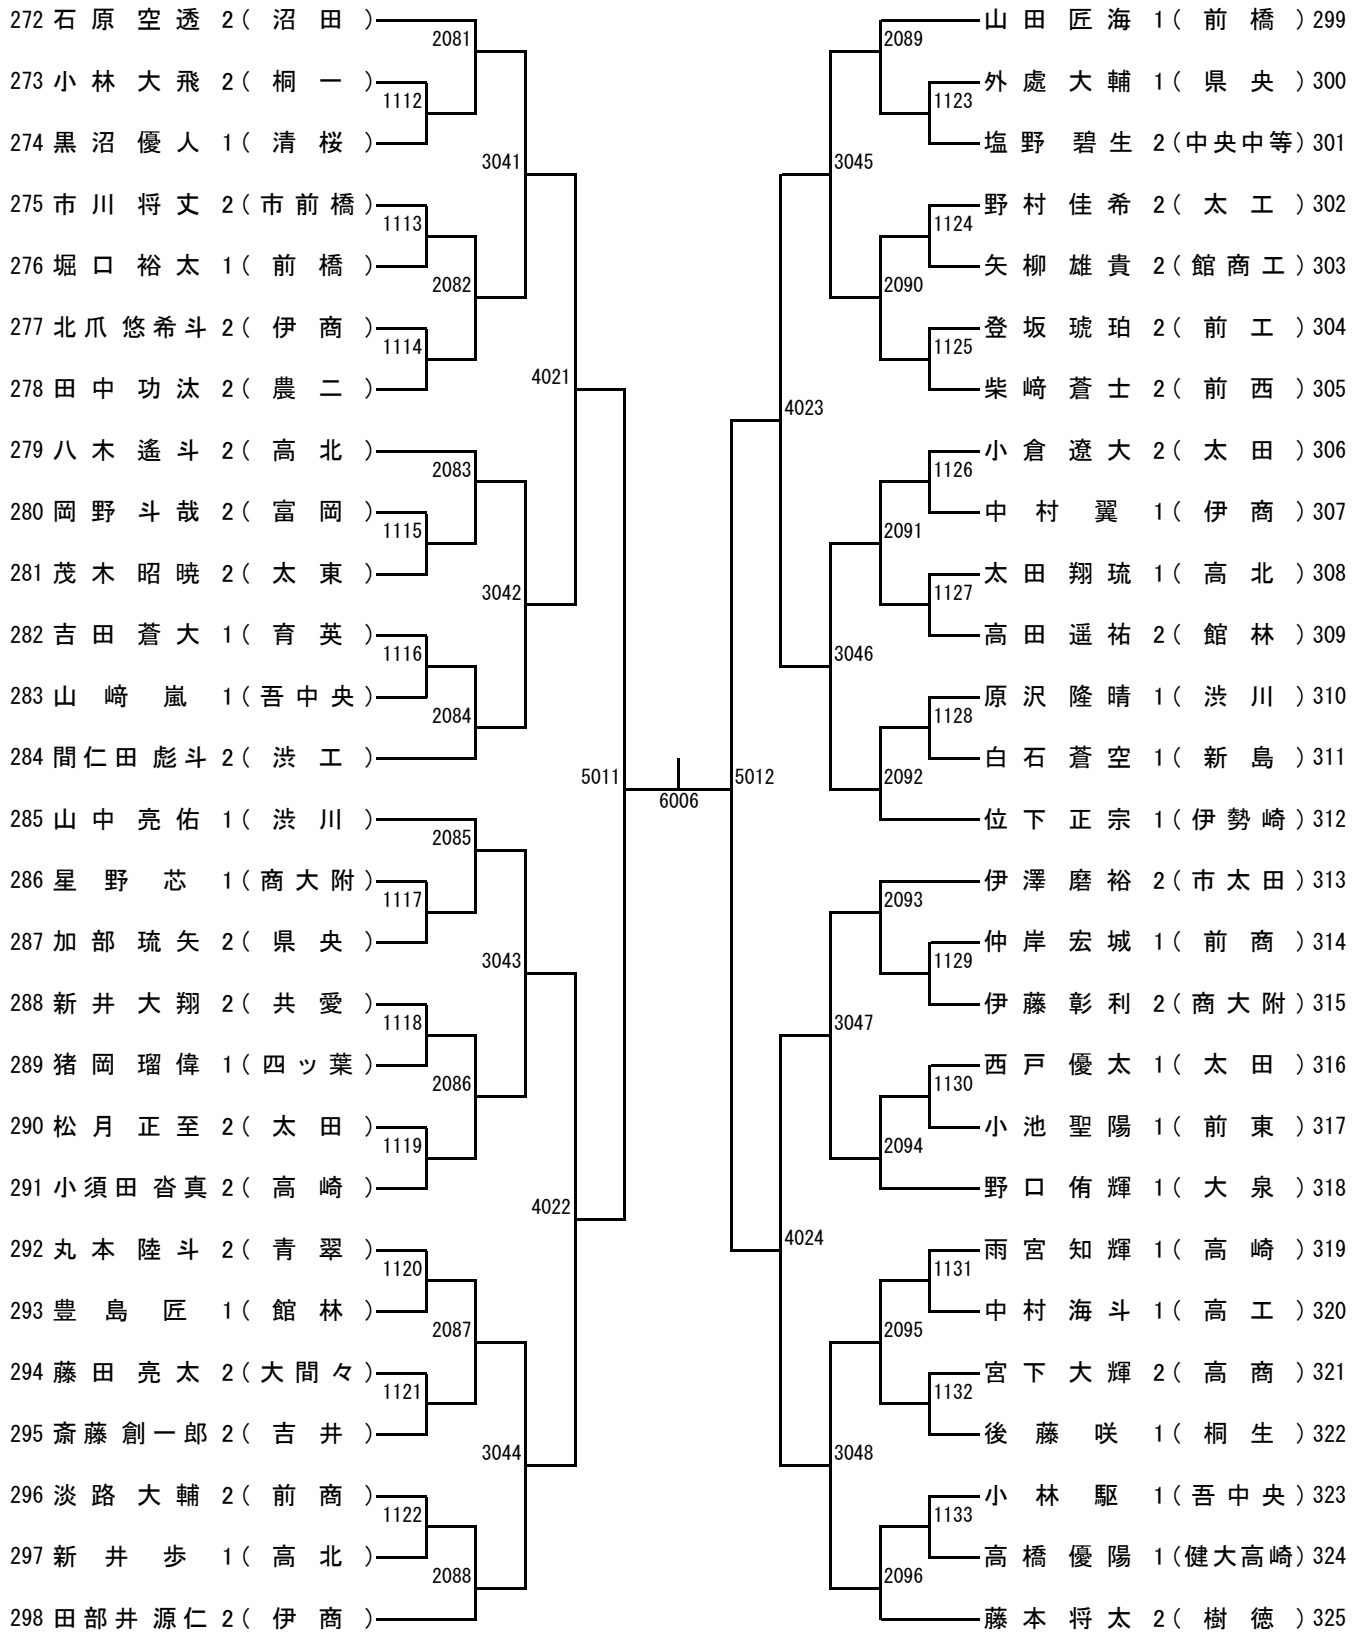 272 石原 空透 2 ( 沼田 )
2081
273 小林 大飛 2 ( 桐一 )
1112
274 黒沼 優人 1 ( 清桜 )
3041
275 市川 将丈 2 ( 市前橋 )
1113
276 堀口 裕太 1 ( 前橋 )
2082
277 北爪 悠希斗 2 ( 伊商 )
1114
278 田中 功汰 2 ( 農二 )
4021
279 八木 遙斗 2 ( 高北 )
2083
280 岡野 斗哉 2 ( 富岡 )
1115
281 茂木 昭暁 2 ( 太東 )
3042
282 吉田 蒼大 1 ( 育英 )
1116
283 山﨑 嵐 1 ( 吾中央 )
2084
284 間仁田 彪斗 2 ( 渋工 )
5011
285 山中 亮佑 1 ( 渋川 )
2085
286 星野 芯 1 ( 商大附 )
1117
287 加部 琉矢 2 ( 県央 )
3043
288 新井 大翔 2 ( 共愛 )
1118
289 猪岡 瑠偉 1 ( 四ッ葉 )
2086
290 松月 正至 2 ( 太田 )
1119
291 小須田 沓真 2 ( 高崎 )
4022
292 丸本 陸斗 2 ( 青翠 )
1120
293 豊島 匠 1 ( 館林 )
2087
294 藤田 亮太 2 ( 大間々 )
1121
295 斎藤 創一郎 2 ( 吉井 )
3044
296 淡路 大輔 2 ( 前商 )
1122
297 新井 歩 1 ( 高北 )
2088
298 田部井 源仁 2 ( 伊商 )
6006
山田 匠海 1 ( 前橋 ) 299
2089
外處 大輔 1 ( 県央 ) 300
1123
塩野 碧生 2 ( 中央中等 ) 301
3045
野村 佳希 2 ( 太工 ) 302
1124
矢柳 雄貴 2 ( 館商工 ) 303
2090
登坂 琥珀 2 ( 前工 ) 304
1125
柴﨑 蒼士 2 ( 前西 ) 305
4023
小倉 遼大 2 ( 太田 ) 306
1126
中村 翼 1 ( 伊商 ) 307
2091
太田 翔琉 1 ( 高北 ) 308
1127
高田 遥祐 2 ( 館林 ) 309
3046
原沢 隆晴 1 ( 渋川 ) 310
1128
白石 蒼空 1 ( 新島 ) 311
2092
5012
位下 正宗 1 ( 伊勢崎 ) 312
伊澤 磨裕 2 ( 市太田 ) 313
2093
仲岸 宏城 1 ( 前商 ) 314
1129
伊藤 彰利 2 ( 商大附 ) 315
3047
西戸 優太 1 ( 太田 ) 316
1130
小池 聖陽 1 ( 前東 ) 317
2094
野口 侑輝 1 ( 大泉 ) 318
4024
雨宮 知輝 1 ( 高崎 ) 319
1131
中村 海斗 1 ( 高工 ) 320
2095
宮下 大輝 2 ( 高商 ) 321
1132
後藤 咲 1 ( 桐生 ) 322
3048
小林 駆 1 ( 吾中央 ) 323
1133
高橋 優陽 1 ( 健大高崎 ) 324
2096
藤本 将太 2 ( 樹徳 ) 325